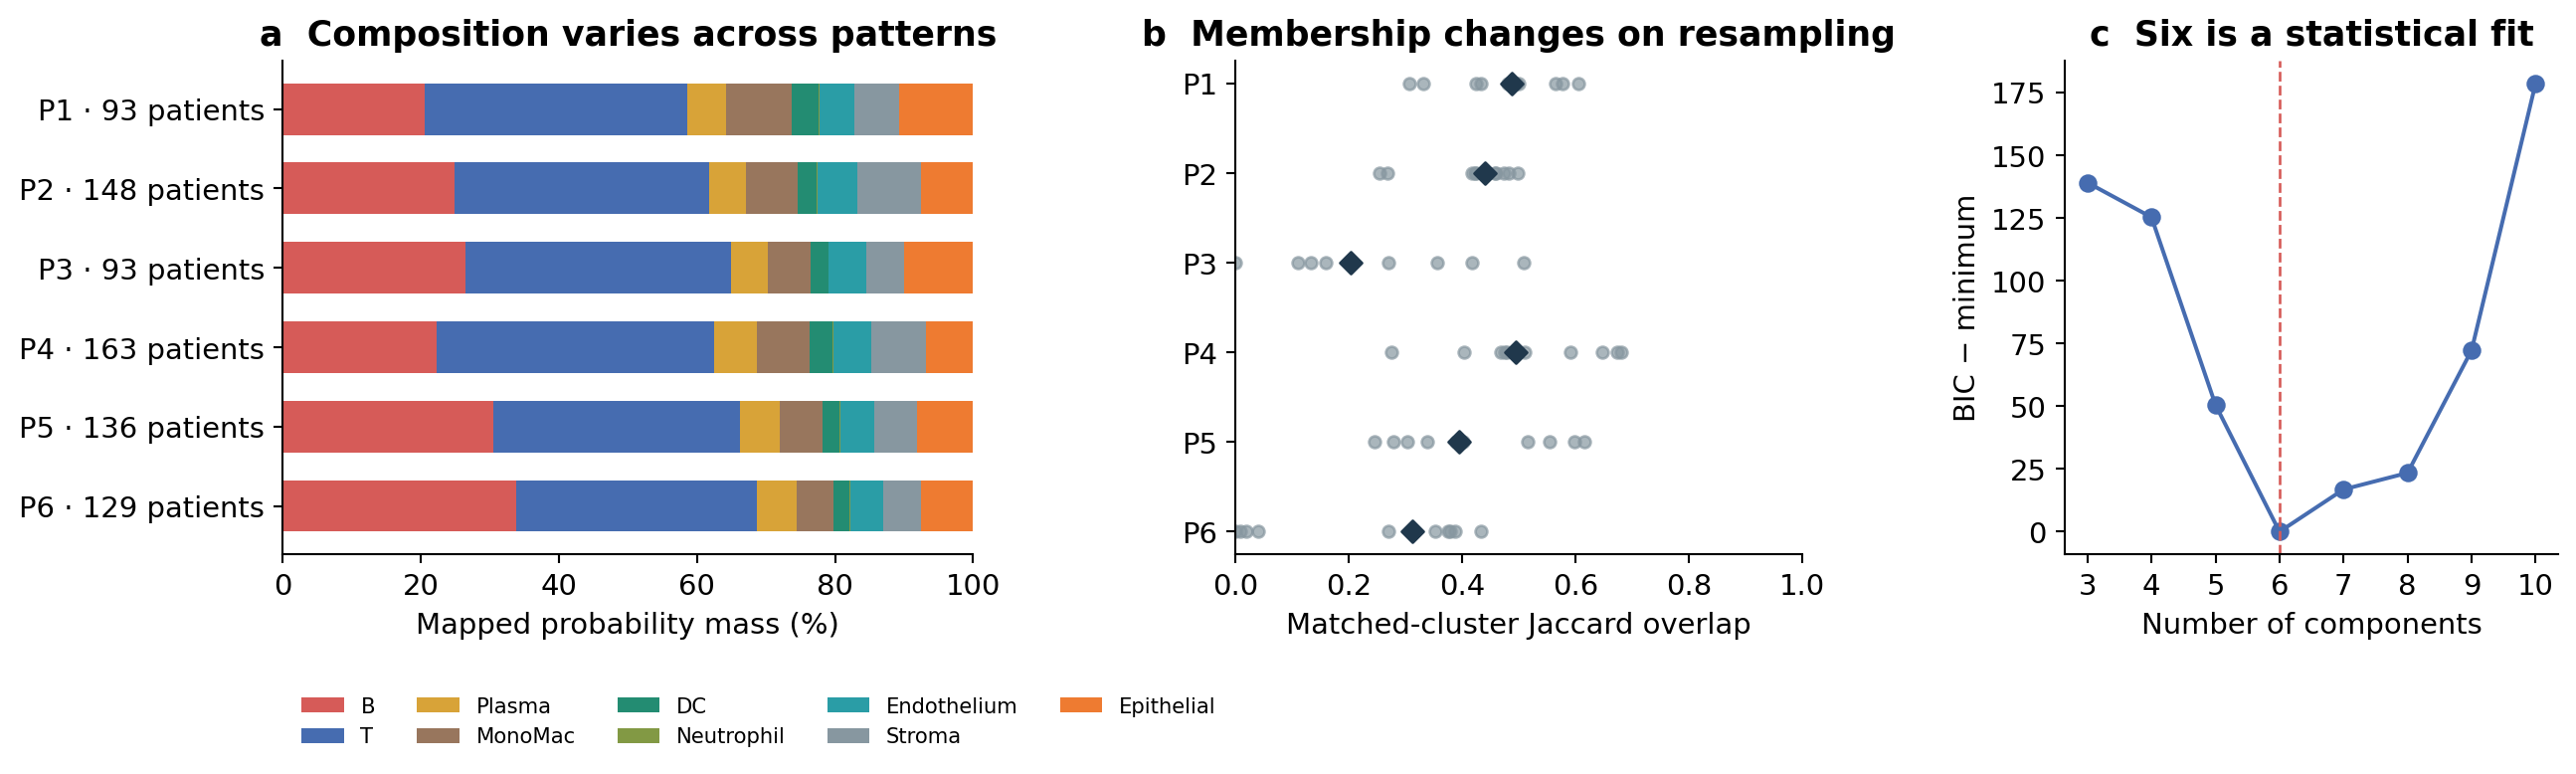 a Composition varies across patterns
P1 · 93 patients
P2 · 148 patients
P3 · 93 patients
P4 · 163 patients
P5 · 136 patients
P6 · 129 patients
0 20 40 60 80 100
Mapped probability mass (%)
B
T
Plasma
MonoMac
DC
Neutrophil
Endothelium
Stroma
Epithelial
b Membership changes on resampling
P1
P2
P3
P4
P5
P6
0.0 0.2 0.4 0.6 0.8 1.0
Matched-cluster Jaccard overlap
c Six is a statistical fit
BIC − minimum
175
150
125
100
75
50
25
0
3 4 5 6 7 8 9 10
Number of components